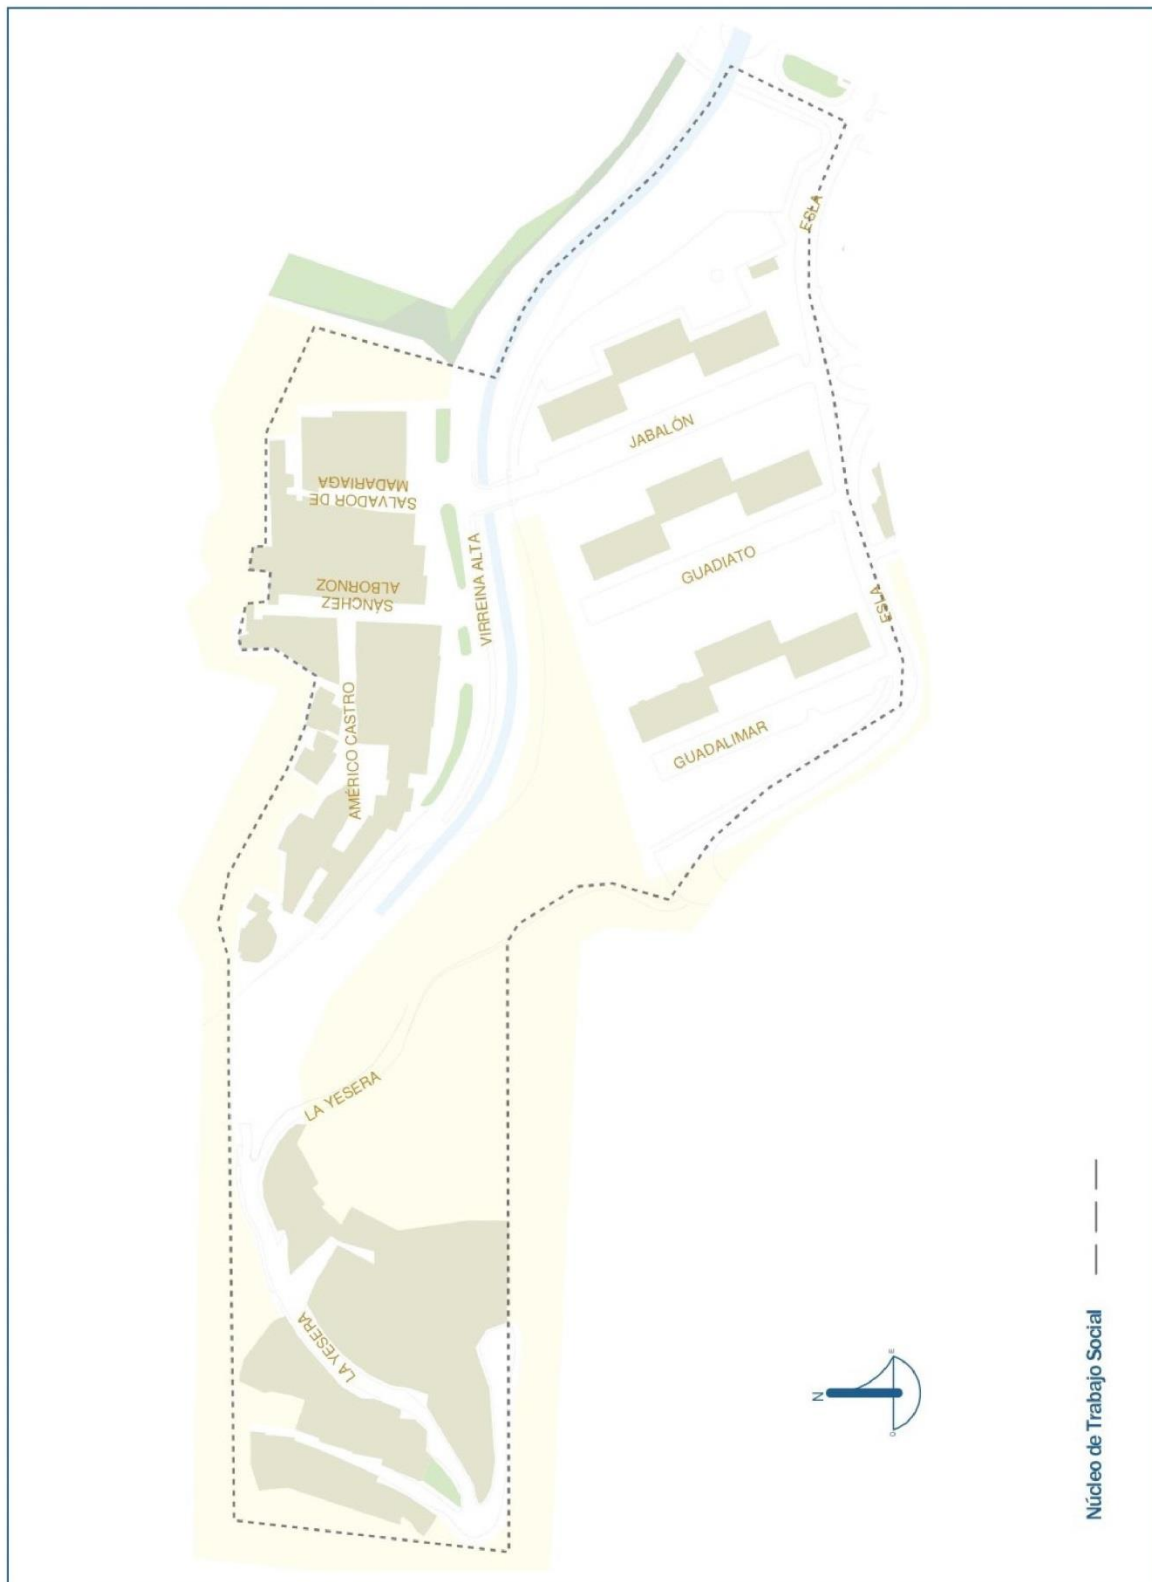 ESLA
JABALÓN
SALVADOR DE
MADARIAGA
SÁNCHEZ
ALBORNOZ
VIRREINA ALTA
GUADIATO
ESLA
AMÉRICO CASTRO
GUADALIMAR
LA YESERA
LA YESERA
N
E
O
Núcleo de Trabajo Social